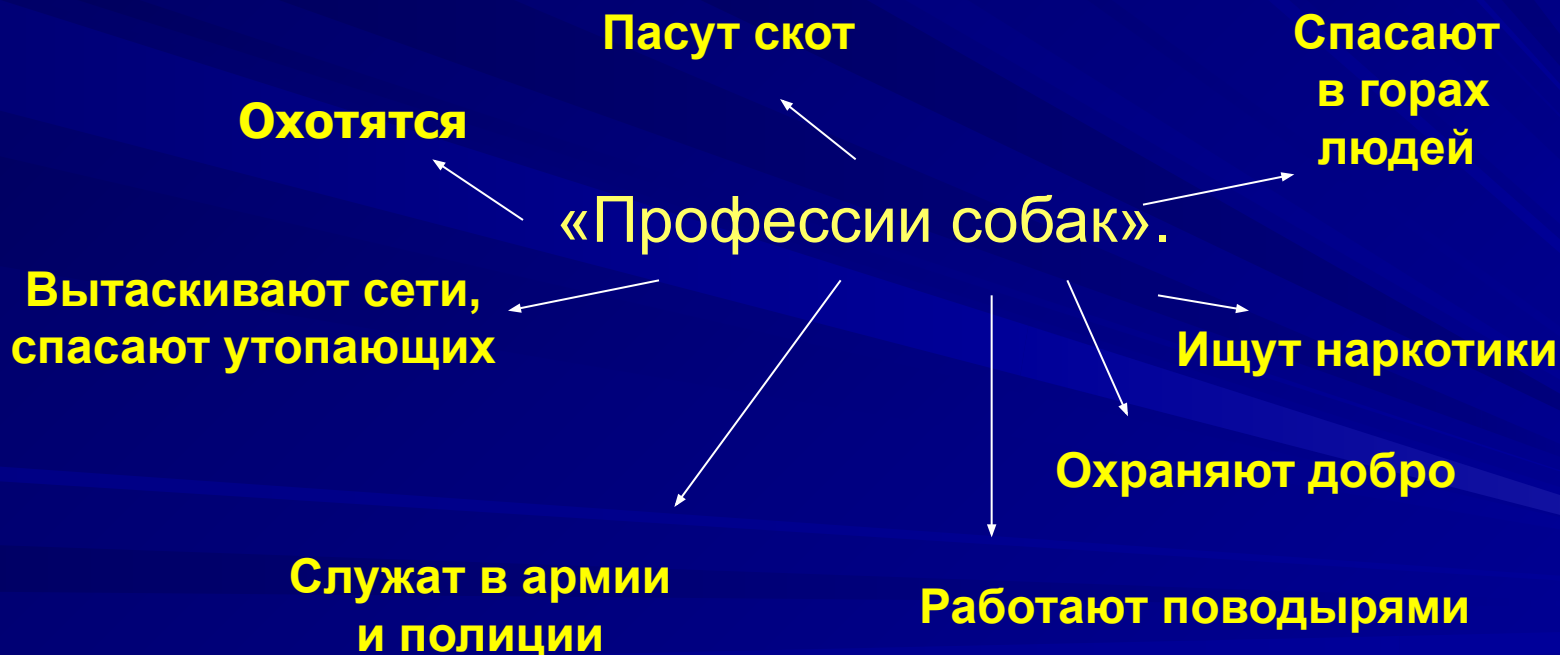 Пасут скот
Спасают
в горах
людей
Охотятся
«Профессии собак».
Вытаскивают сети,
спасают утопающих
Ищут наркотики
Охраняют добро
Служат в армии
и полиции
Работают поводырями